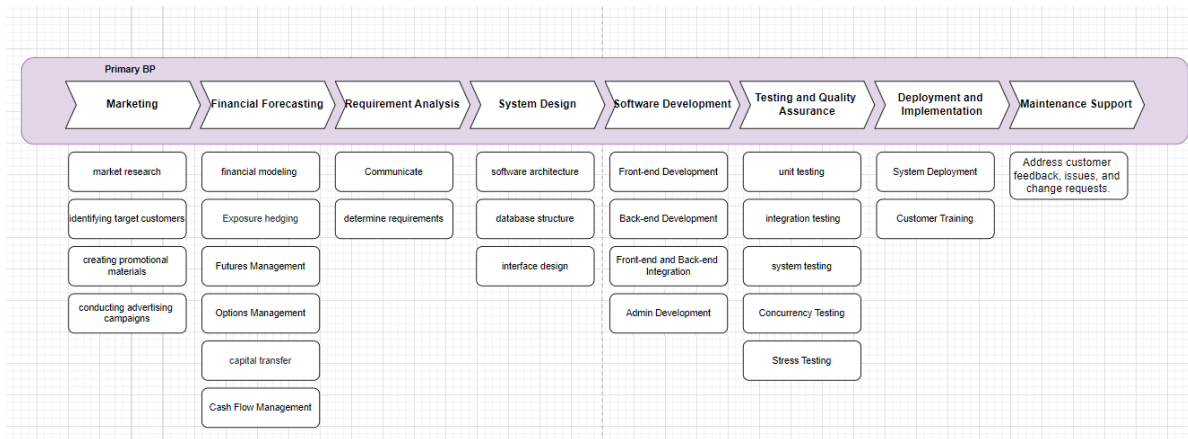 Primary BP
Marketing
Financial Forecasting
Requirement Analysis
System Design
Software Development
Testing and Quality
Assurance
Deployment and
Implementation
Maintenance Support
market research
identifying target customers
creating promotional
materials
conducting advertising
campaigns
financial modeling
Exposure hedging
Futures Management
Options Management
capital transfer
Cash Flow Management
Communicate
determine requirements
software architecture
database structure
interface design
Front-end Development
Back-end Development
Front-end and Back-end
Integration
Admin Development
unit testing
integration testing
system testing
Concurrency Testing
Stress Testing
System Deployment
Customer Training
Address customer
feedback, issues, and
change requests.